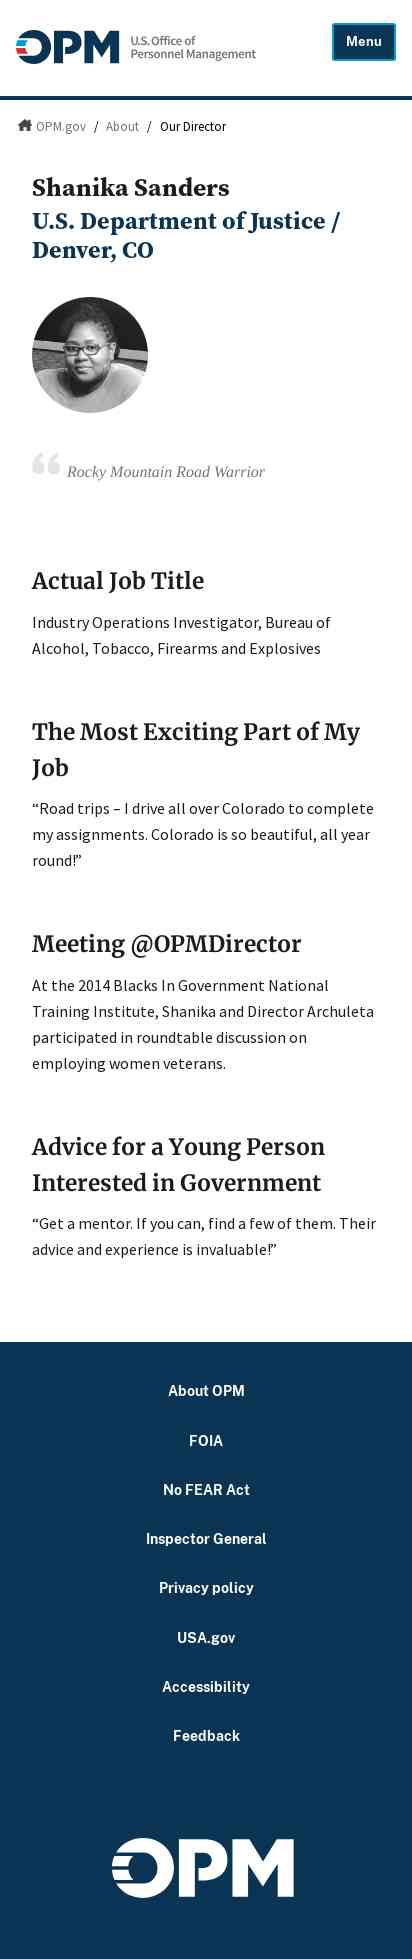 OPM U.S. Office of
Personnel Management
Menu
OPM.gov / About / Our Director
Shanika Sanders
U.S. Department of Justice /
Denver, CO
“ Rocky Mountain Road Warrior
Actual Job Title
Industry Operations Investigator, Bureau of
Alcohol, Tobacco, Firearms and Explosives
The Most Exciting Part of My
Job
“Road trips – I drive all over Colorado to complete
my assignments. Colorado is so beautiful, all year
round!”
Meeting @OPMDirector
At the 2014 Blacks In Government National
Training Institute, Shanika and Director Archuleta
participated in roundtable discussion on
employing women veterans.
Advice for a Young Person
Interested in Government
“Get a mentor. If you can, find a few of them. Their
advice and experience is invaluable!”
About OPM
FOIA
No FEAR Act
Inspector General
Privacy policy
USA.gov
Accessibility
Feedback
OPM